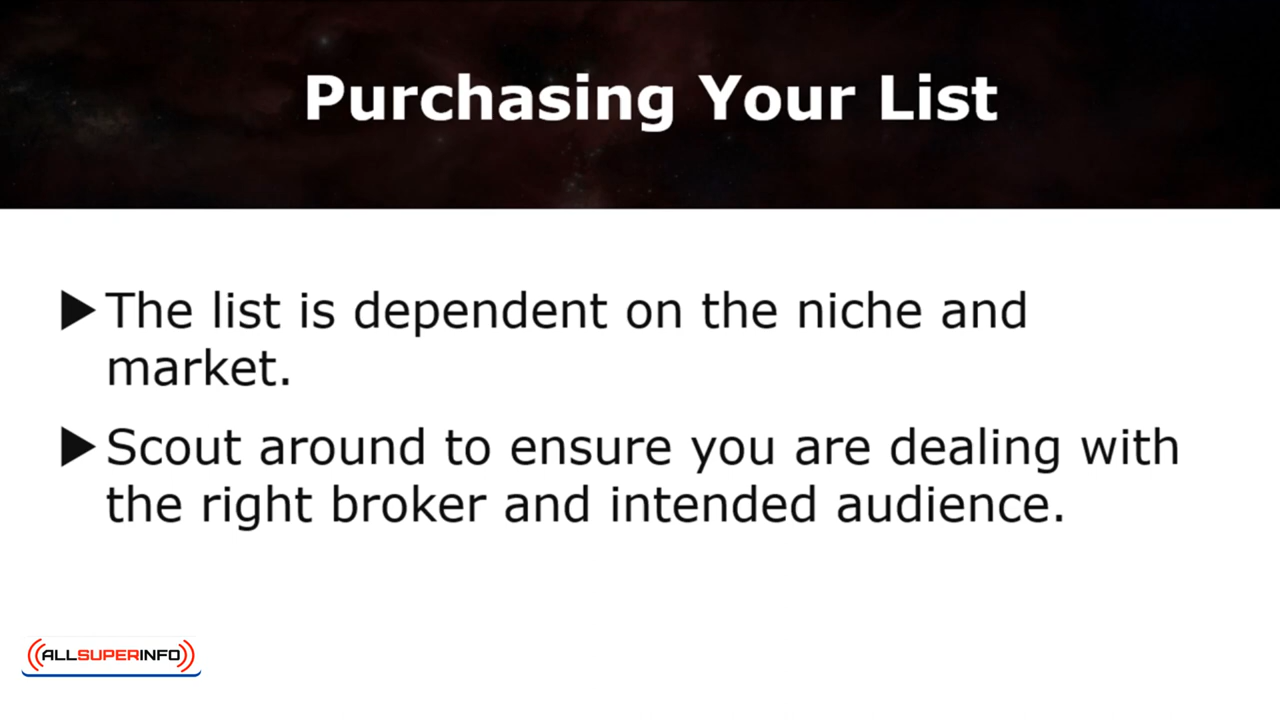 Purchasing Your List
The list is dependent on the niche and
market.
Scout around to ensure you are dealing with
the right broker and intended audience.
ALLSUPERINFO